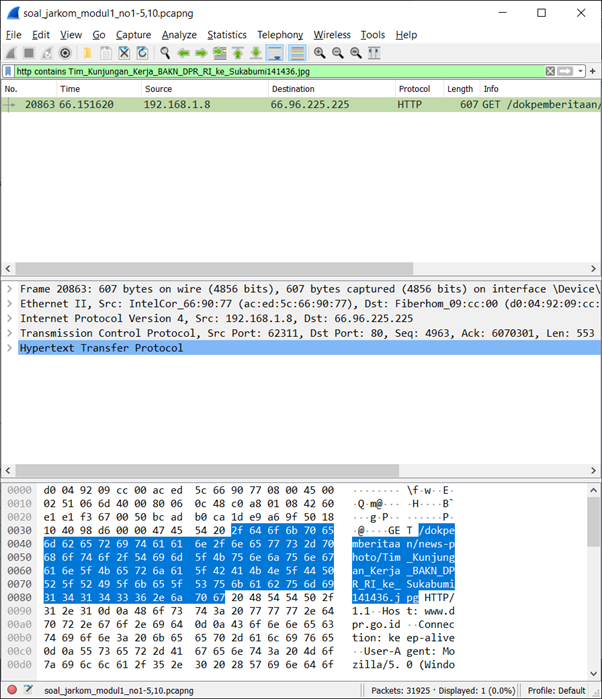 soal_jarkom_modul1_no1-5,10.pcapng
File Edit View Go Capture Analyze Statistics Telephony Wireless Tools Help
http contains Tim_Kunjungan_Kerja_BAKN_DPR_RI_ke_Sukabumi141436.jpg
No. Time Source Destination Protocol Length Info
20863 66.151620 192.168.1.8 66.96.225.225 HTTP 607 GET /dokpemberitaan/
Frame 20863: 607 bytes on wire (4856 bits), 607 bytes captured (4856 bits) on interface \Device\
Ethernet II, Src: IntelCor_66:90:77 (ac:ed:5c:66:90:77), Dst: Fiberhom_09:cc:00 (d0:04:92:09:cc:
Internet Protocol Version 4, Src: 192.168.1.8, Dst: 66.96.225.225
Transmission Control Protocol, Src Port: 62311, Dst Port: 80, Seq: 4963, Ack: 6070301, Len: 553
Hypertext Transfer Protocol
0000 d0 04 92 09 cc 00 ac ed 5c 66 90 77 08 00 45 00 ········ \f·w··E·
0010 02 51 06 6d 40 00 80 06 0c 48 c0 a8 01 08 42 60 ·Q·m@··· ·H····B`
0020 e1 e1 f3 67 00 50 bc ad b0 ca 1d e9 a6 9f 50 18 ···g·P·· ······P·
0030 10 40 98 d6 00 00 47 45 54 20 2f 64 6f 6b 70 65 ·@····GE T /dokpe
0040 6d 62 65 72 69 74 61 61 6e 2f 6e 65 77 73 2d 70 mberitaa n/news-p
0050 68 6f 74 6f 2f 54 69 6d 5f 4b 75 6e 6a 75 6e 67 hoto/Tim _Kunjung
0060 61 6e 5f 4b 65 72 6a 61 5f 42 41 4b 4e 5f 44 50 an_Kerja _BAKN_DP
0070 52 5f 52 49 5f 6b 65 5f 53 75 6b 61 62 75 6d 69 R_RI_ke_ Sukabumi
0080 31 34 31 34 33 36 2e 6a 70 67 20 48 54 54 50 2f 141436.j pg HTTP/
0090 31 2e 31 0d 0a 48 6f 73 74 3a 20 77 77 77 2e 64 1.1··Hos t: www.d
00a0 70 72 2e 67 6f 2e 69 64 0d 0a 43 6f 6e 6e 65 63 pr.go.id ··Connec
00b0 74 69 6f 6e 3a 20 6b 65 65 70 2d 61 6c 69 76 65 tion: ke ep-alive
00c0 0d 0a 55 73 65 72 2d 41 67 65 6e 74 3a 20 4d 6f ··User-A gent: Mo
00d0 7a 69 6c 6c 61 2f 35 2e 30 20 28 57 69 6e 64 6f zilla/5. 0 (Windo
soal_jarkom_modul1_no1-5,10.pcapng Packets: 31925 · Displayed: 1 (0.0%) Profile: Default